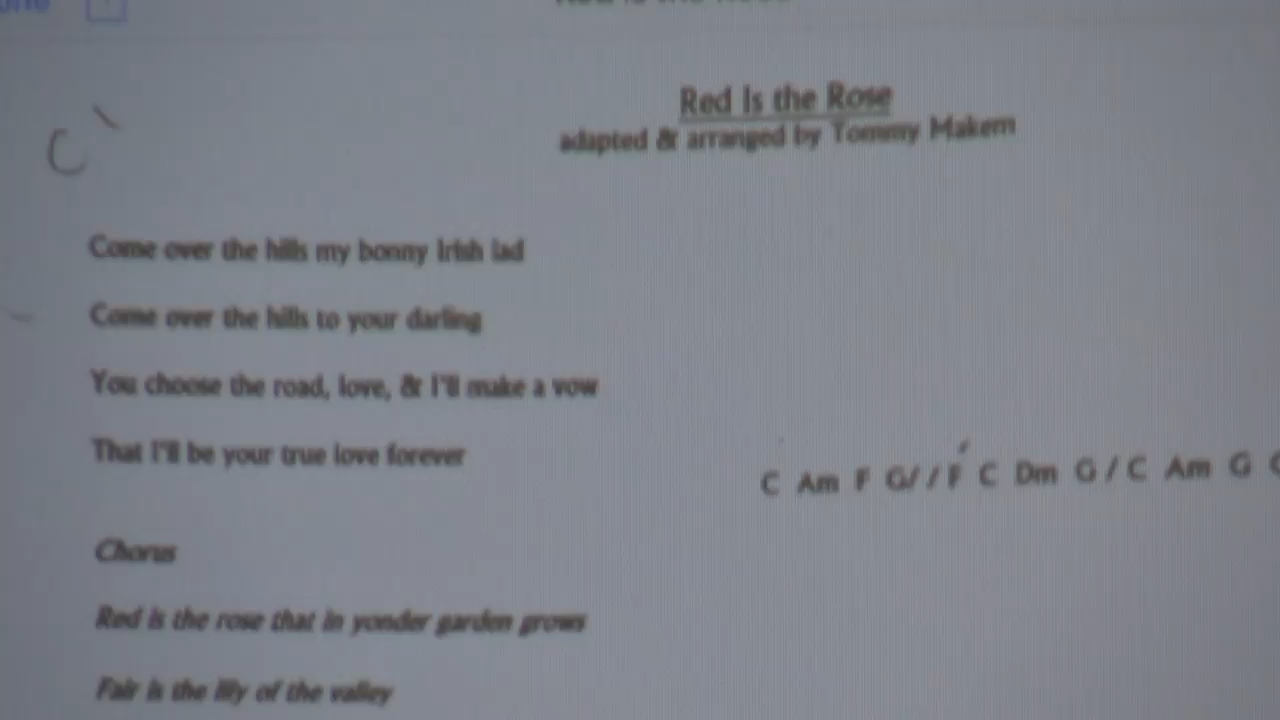 Red Is the Rose
adapted & arranged by Tommy Makem
C
Come over the hills my bonny Irish lad
Come over the hills to your darling
You choose the road, love, & I'll make a vow
That I'll be your true love forever
C Am F G/ / F C Dm G / C Am G
Chorus
Red is the rose that in yonder garden grows
Fair is the lily of the valley